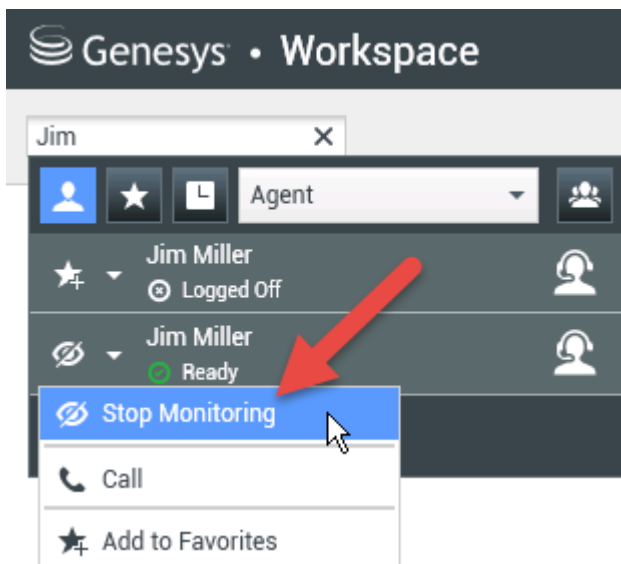 Genesys • Workspace
Jim
Agent
Jim Miller
Logged Off
Jim Miller
Ready
Stop Monitoring
Call
Add to Favorites